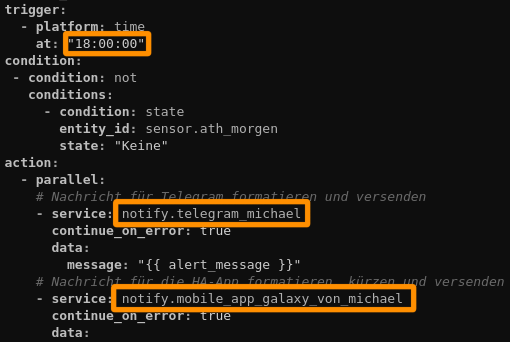 trigger:
- platform: time
at: "18:00:00"
condition:
- condition: not
conditions:
- condition: state
entity_id: sensor.ath_morgen
state: "Keine"
action:
- parallel:
# Nachricht für Telegram formatieren und versenden
- service: notify.telegram_michael
continue_on_error: true
data:
message: "{{ alert_message }}"
# Nachricht für die HA-App formatieren, kürzen und versenden
- service: notify.mobile_app_galaxy_von_michael
continue_on_error: true
data: